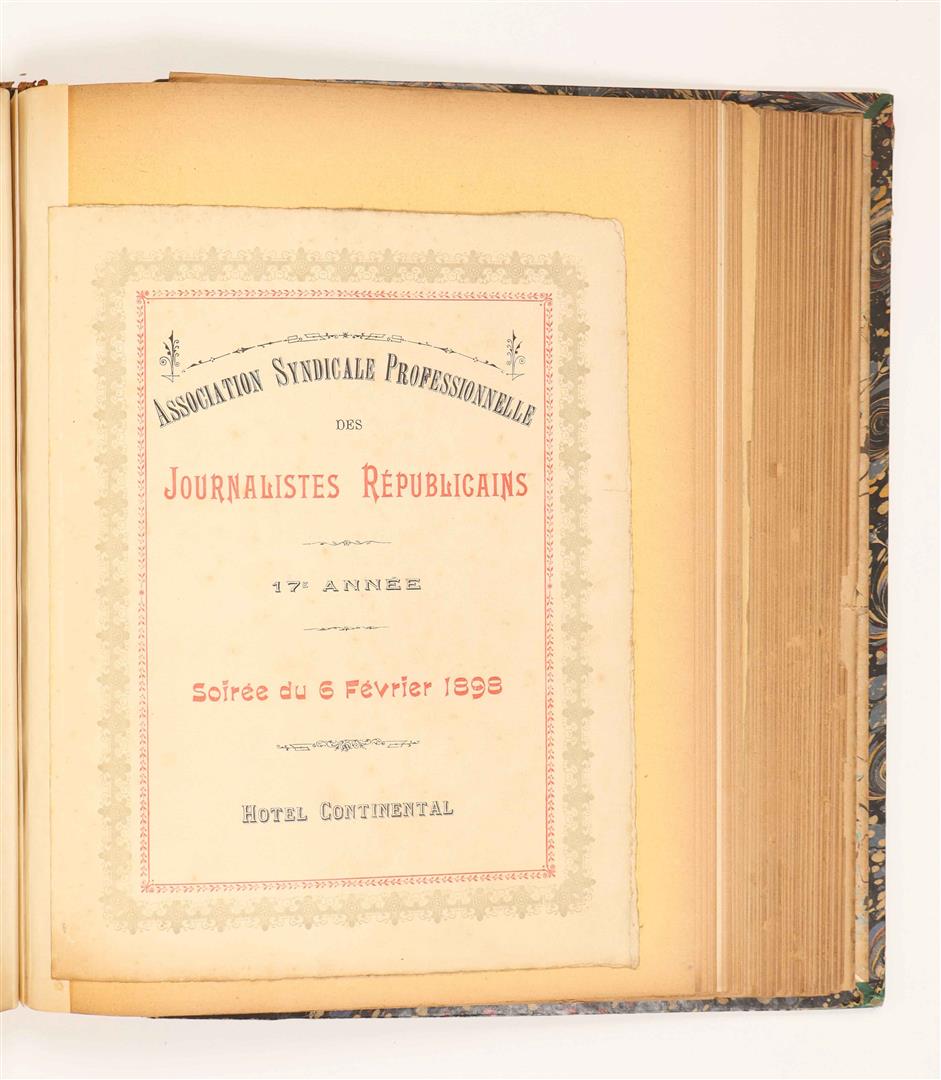 ASSOCIATION SYNDICALE PROFESSIONNELLE
DES
JOURNALISTES RÉPUBLICAINS
17E ANNÉE
Soirée du 6 Février 1898
HOTEL CONTINENTAL